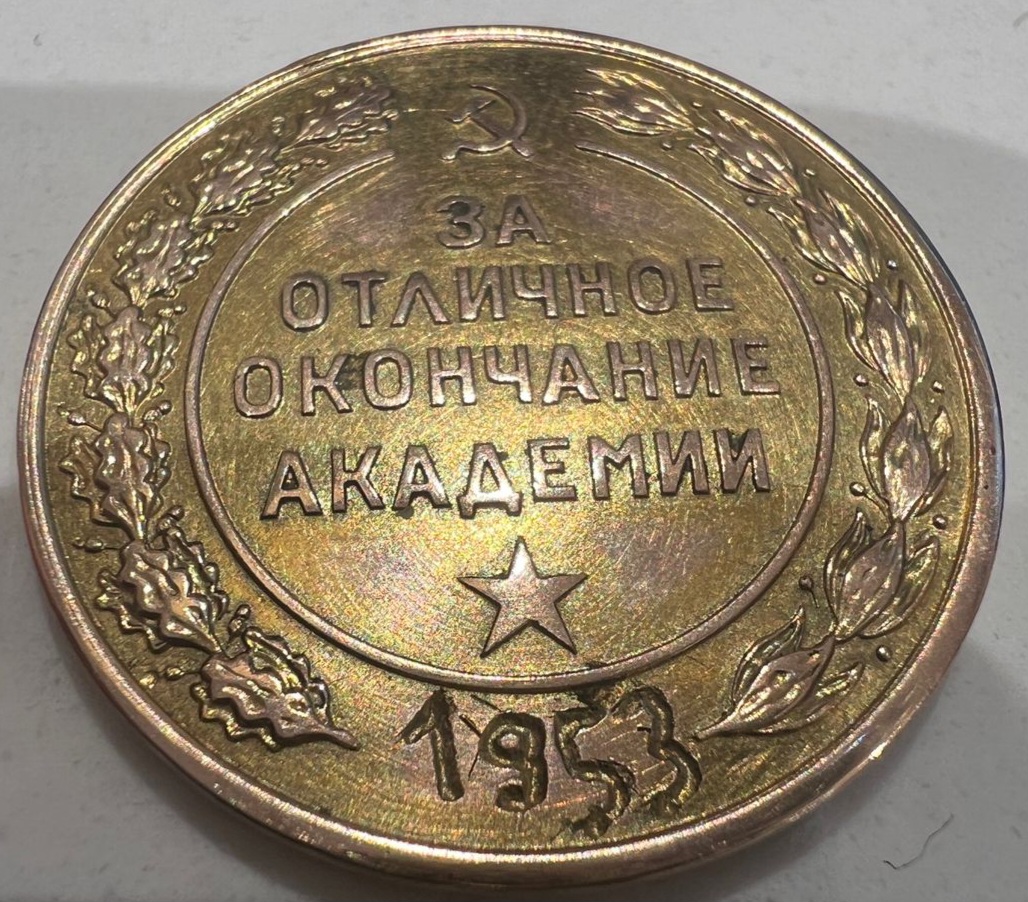 ЗА
ОТЛИЧНОЕ
ОКОНЧАНИЕ
АКАДЕМИИ
1953